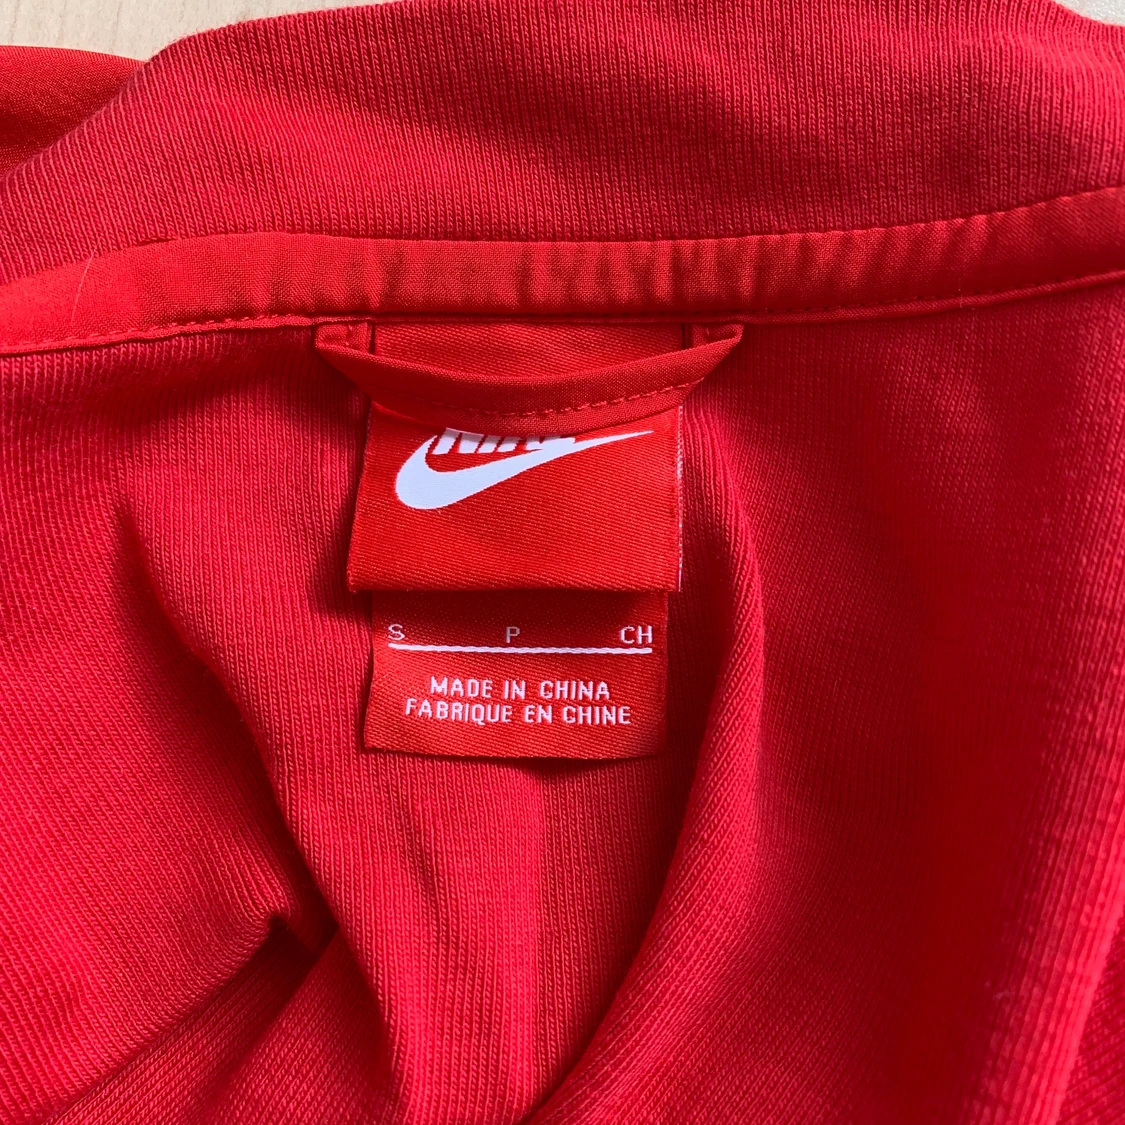 NIKE
S P CH
MADE IN CHINA
FABRIQUE EN CHINE